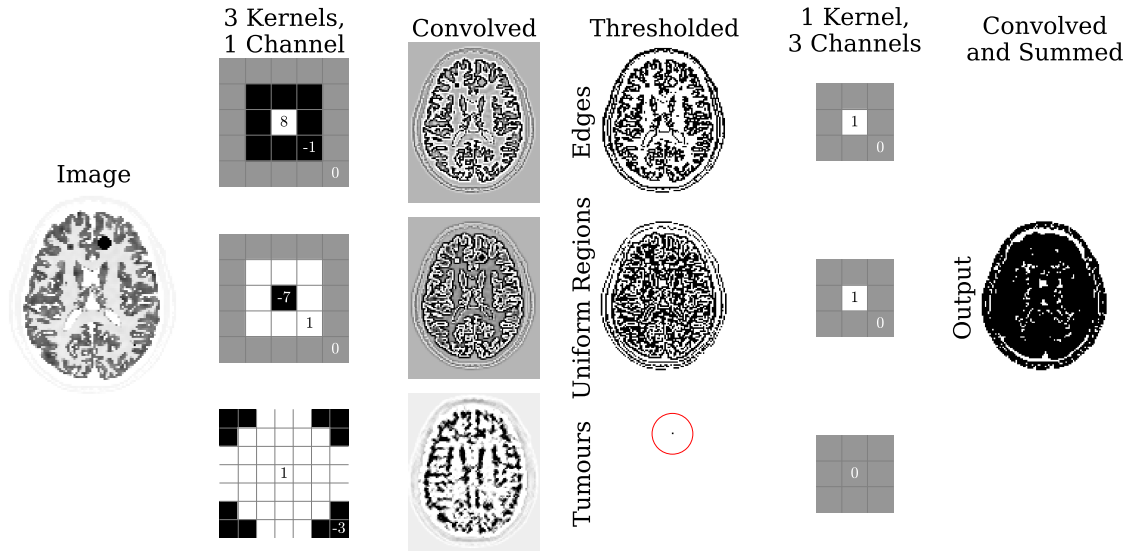 3 Kernels,
1 Channel
Convolved
Thresholded
1 Kernel,
3 Channels
Convolved
and Summed
Image
8
-1
0
Edges
1
0
-7
1
0
Uniform Regions
1
0
Output
1
-3
Tumours
0